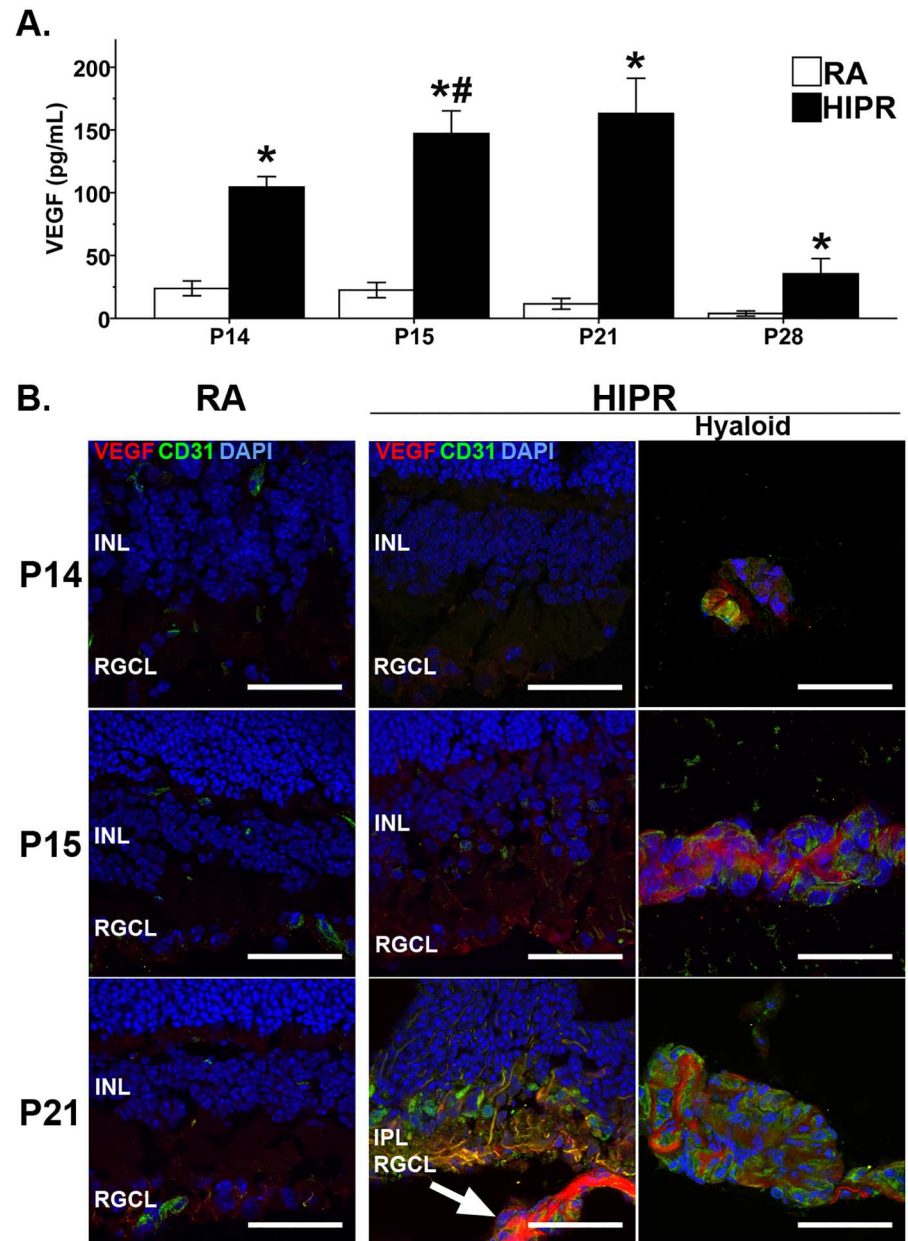 A.
VEGF (pg/mL)
200
150
100
50
0
*
*#
*
*
RA
HIPR
P14
P15
P21
P28
B.
RA
HIPR
Hyaloid
VEGF CD31 DAPI
VEGF CD31 DAPI
P14
INL
RGCL
INL
RGCL
P15
INL
RGCL
INL
RGCL
P21
INL
RGCL
IPL
RGCL